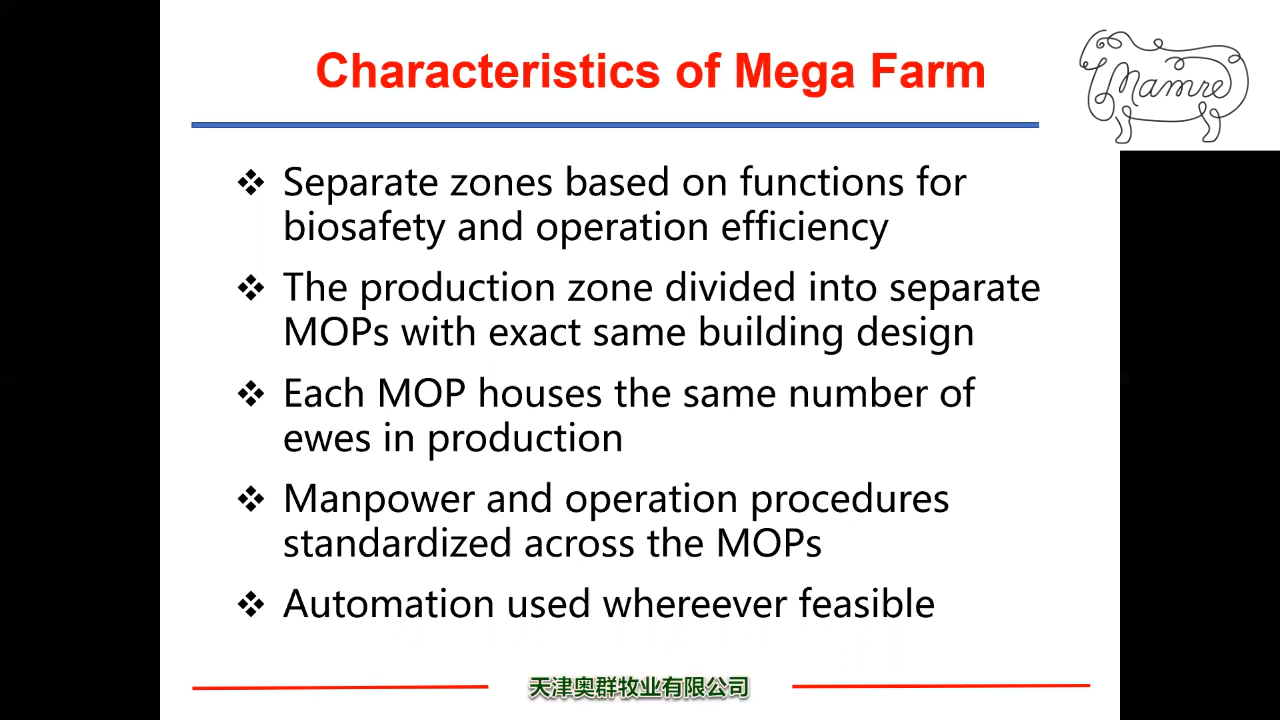 Characteristics of Mega Farm
Mamre
❖ Separate zones based on functions for
biosafety and operation efficiency
❖ The production zone divided into separate
MOPs with exact same building design
❖ Each MOP houses the same number of
ewes in production
❖ Manpower and operation procedures
standardized across the MOPs
❖ Automation used whereever feasible
天津奥群牧业有限公司